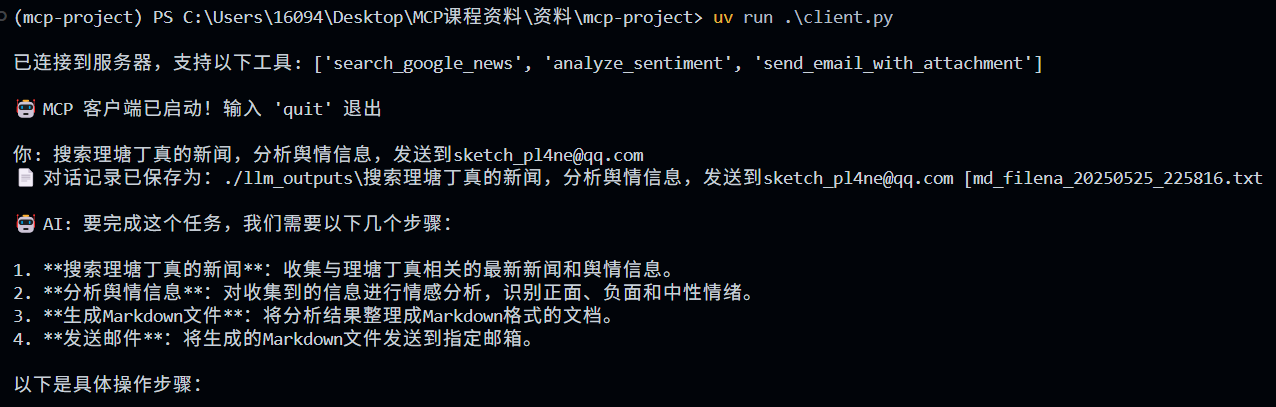 (mcp-project) PS C:\Users\16094\Desktop\MCP课程资料\资料\mcp-project> uv run .\client.py
已连接到服务器，支持以下工具: ['search_google_news', 'analyze_sentiment', 'send_email_with_attachment']
🤖 MCP 客户端已启动！输入 'quit' 退出
你: 搜索理塘丁真的新闻，分析舆情信息，发送到sketch_pl4ne@qq.com
📄 对话记录已保存为: ./llm_outputs\搜索理塘丁真的新闻，分析舆情信息，发送到sketch_pl4ne@qq.com [md_filena_20250525_225816.txt
🤖 AI: 要完成这个任务，我们需要以下几个步骤：
1. **搜索理塘丁真的新闻**：收集与理塘丁真相关的最新新闻和舆情信息。
2. **分析舆情信息**：对收集到的信息进行情感分析，识别正面、负面和中性情绪。
3. **生成Markdown文件**：将分析结果整理成Markdown格式的文档。
4. **发送邮件**：将生成的Markdown文件发送到指定邮箱。
以下是具体操作步骤：